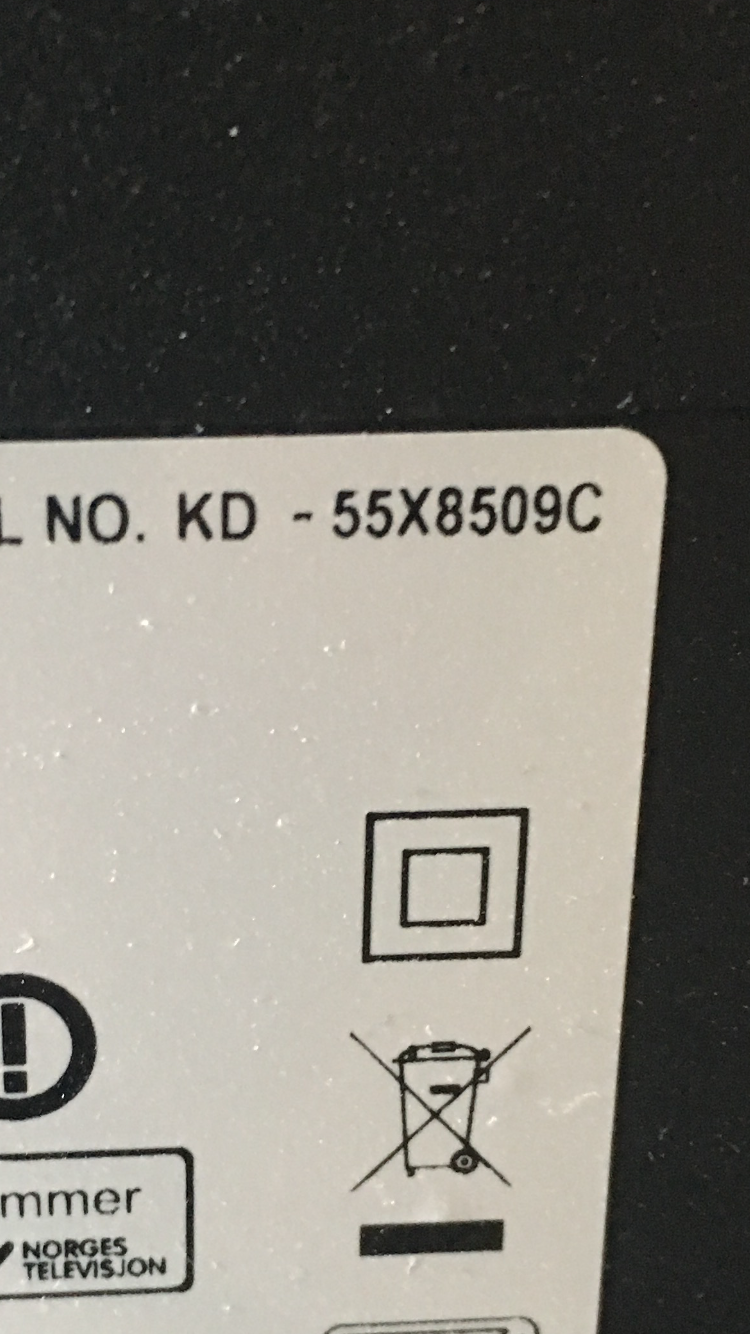 L NO. KD - 55X8509C
mmer
NORGES
TELEVISJON